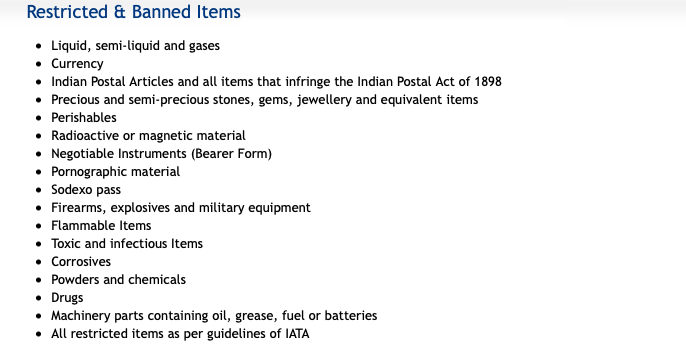 Restricted & Banned Items
• Liquid, semi-liquid and gases
• Currency
• Indian Postal Articles and all items that infringe the Indian Postal Act of 1898
• Precious and semi-precious stones, gems, jewellery and equivalent items
• Perishables
• Radioactive or magnetic material
• Negotiable Instruments (Bearer Form)
• Pornographic material
• Sodexo pass
• Firearms, explosives and military equipment
• Flammable Items
• Toxic and infectious Items
• Corrosives
• Powders and chemicals
• Drugs
• Machinery parts containing oil, grease, fuel or batteries
• All restricted items as per guidelines of IATA